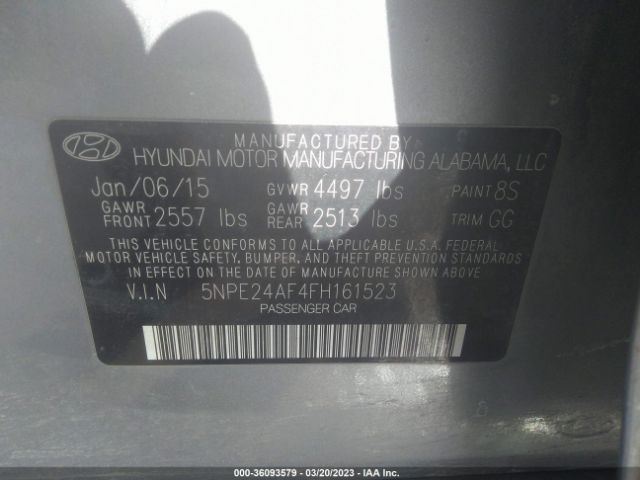 MANUFACTURED BY
HYUNDAI MOTOR MANUFACTURING ALABAMA, LLC
Jan/06/15 GVWR 4497 lbs PAINT 8S
GAWR FRONT 2557 lbs GAWR REAR 2513 lbs TRIM GG
THIS VEHICLE CONFORMS TO ALL APPLICABLE U.S.A. FEDERAL
MOTOR VEHICLE SAFETY, BUMPER, AND THEFT PREVENTION STANDARDS
IN EFFECT ON THE DATE OF MANUFACTURE SHOWN ABOVE.
V.I.N 5NPE24AF4FH161523
PASSENGER CAR
000-36093579 - 03/20/2023 - IAA Inc.